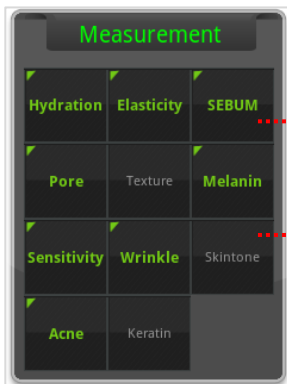 Measurement
Hydration Elasticity SEBUM
Pore Texture Melanin
Sensitivity Wrinkle Skintone
Acne Keratin